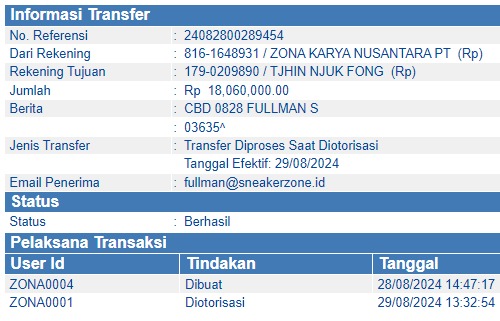 Informasi Transfer
No. Referensi : 24082800289454
Dari Rekening : 816-1648931 / ZONA KARYA NUSANTARA PT (Rp)
Rekening Tujuan : 179-0209890 / TJHIN NJUK FONG (Rp)
Jumlah : Rp 18,060,000.00
Berita : CBD 0828 FULLMAN S
: 03635^
Jenis Transfer : Transfer Diproses Saat Diotorisasi
Tanggal Efektif: 29/08/2024
Email Penerima : fullman@sneakerzone.id
Status
Status : Berhasil
Pelaksana Transaksi
User Id Tindakan Tanggal
ZONA0004 Dibuat 28/08/2024 14:47:17
ZONA0001 Diotorisasi 29/08/2024 13:32:54